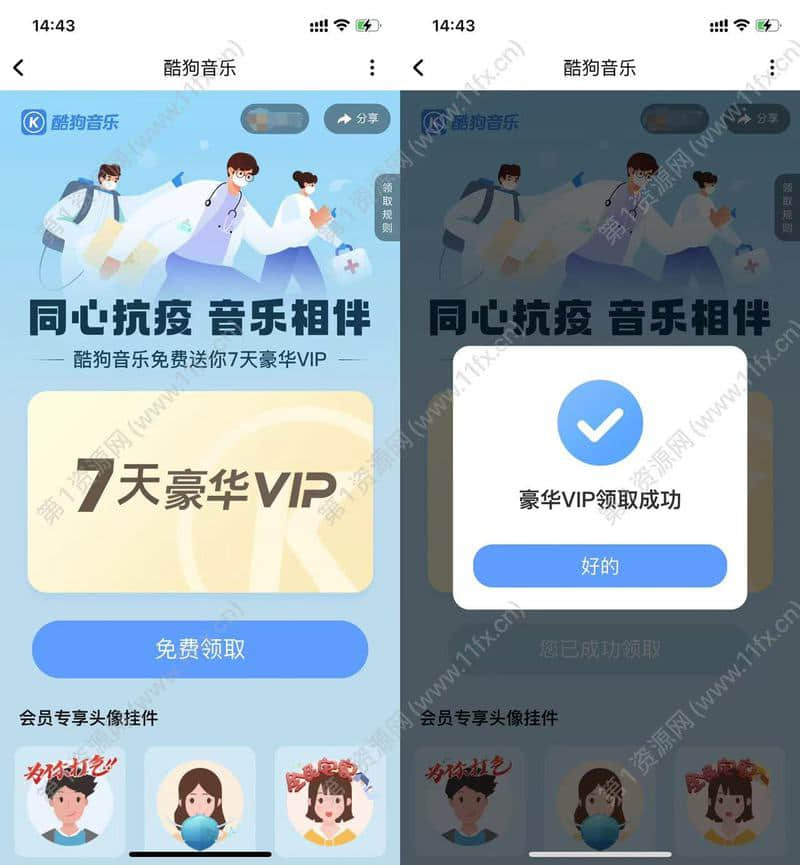 14:43
酷狗音乐
酷狗音乐
分享
领取规则
同心抗疫 音乐相伴
酷狗音乐免费送你7天豪华VIP
7天豪华VIP
免费领取
会员专享头像挂件
为你打气!!
14:43
酷狗音乐
酷狗音乐
分享
领取规则
同心抗疫 音乐相伴
豪华VIP领取成功
好的
您已成功领取
会员专享头像挂件
为你打气
第1资源网 (www.11fx.cn)